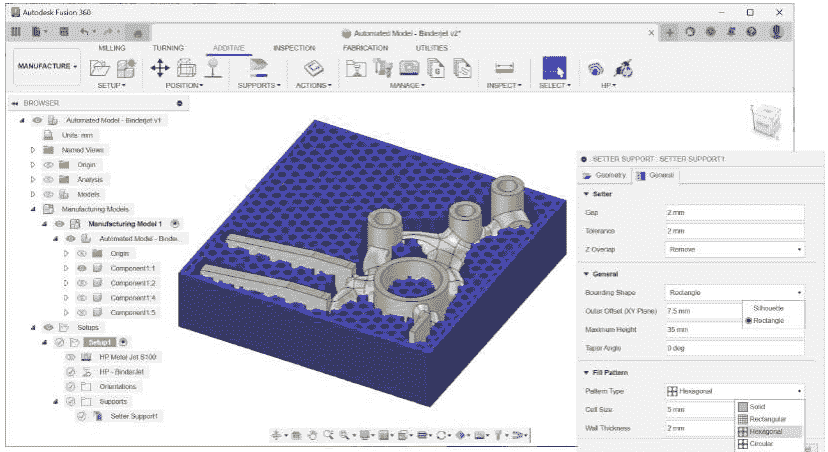 Autodesk Fusion 360
Automated Model - Binderjet v2*
MILLING TURNING ADDITIVE INSPECTION FABRICATION UTILITIES
MANUFACTURE
SETUP POSITION SUPPORTS ACTIONS MANAGE INSPECT SELECT HP
BROWSER
Automated Model - Binderjet v1
Units: mm
Named Views
Origin
Analysis
Models
Manufacturing Models
Manufacturing Model 1
Automated Model - Binde...
Origin
Component1:1
Component1:2
Component1:4
Component1:5
Setups
Setup1
HP Metal Jet S100
HP - BinderJet
Orientations
Supports
Setter Support1
SETTER SUPPORT : SETTER SUPPORT1
Geometry General
Setter
Gap 2 mm
Tolerance 2 mm
Z Overlap Remove
General
Bounding Shape Rectangle
Outer Offset (XY Plane) 7.5 mm
Silhouette
Rectangle
Maximum Height 35 mm
Taper Angle 0 deg
Fill Pattern
Pattern Type Hexagonal
Cell Size 5 mm
Wall Thickness 2 mm
Solid
Rectangular
Hexagonal
Circular